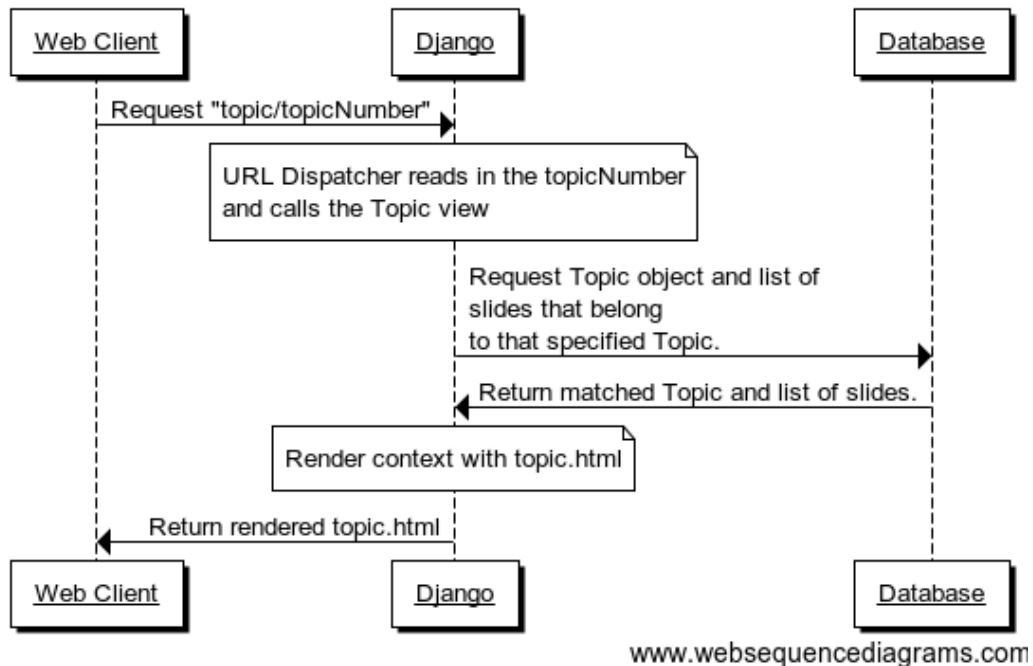 Web Client
Django
Database
Request "topic/topicNumber"
URL Dispatcher reads in the topicNumber
and calls the Topic view
Request Topic object and list of
slides that belong
to that specified Topic.
Return matched Topic and list of slides.
Render context with topic.html
Return rendered topic.html
Web Client
Django
Database
www.websequencediagrams.com